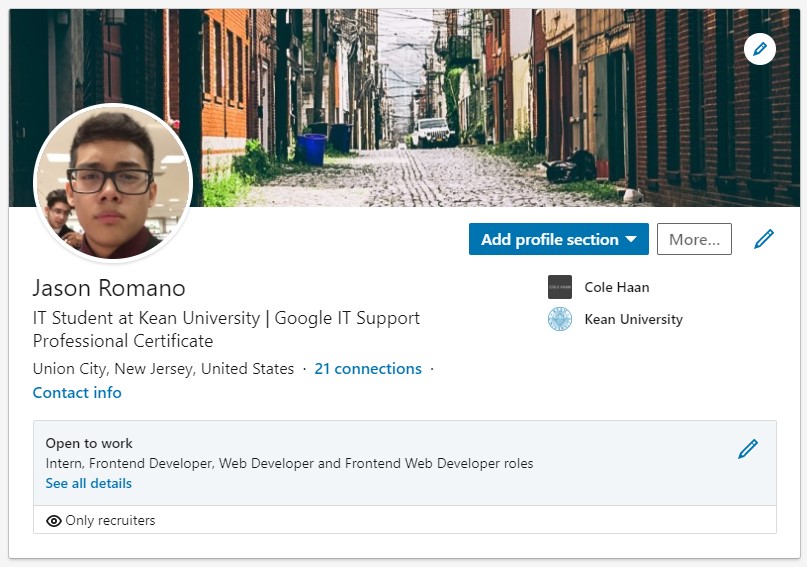 Add profile section
More...
Jason Romano
IT Student at Kean University | Google IT Support
Professional Certificate
Union City, New Jersey, United States · 21 connections ·
Contact info
COLE HAAN
Cole Haan
Kean University
Open to work
Intern, Frontend Developer, Web Developer and Frontend Web Developer roles
See all details
Only recruiters